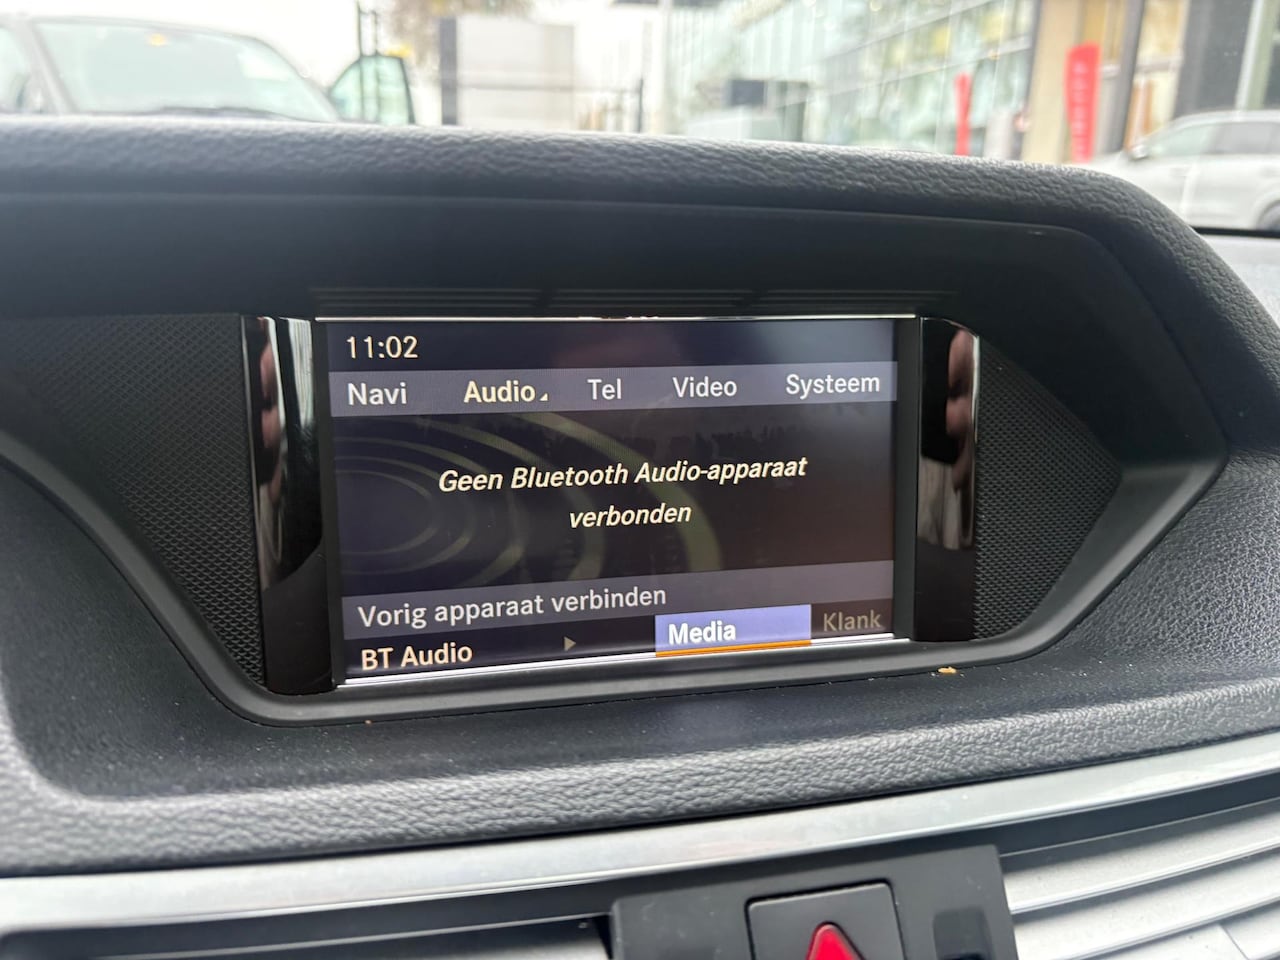 11:02
Navi Audio Tel Video Systeem
Geen Bluetooth Audio-apparaat
verbonden
Vorig apparaat verbinden
BT Audio Media Klank